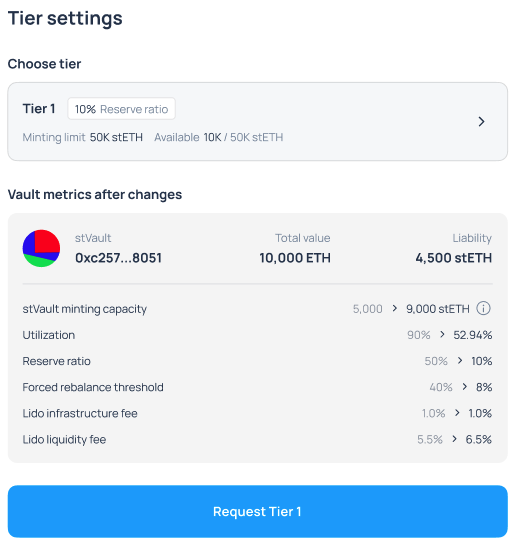 Tier settings
Choose tier
Tier 1 10% Reserve ratio
Minting limit 50K stETH Available 10K / 50K stETH
Vault metrics after changes
stVault Total value Liability
0xc257...8051 10,000 ETH 4,500 stETH
stVault minting capacity 5,000 > 9,000 stETH
Utilization 90% > 52.94%
Reserve ratio 50% > 10%
Forced rebalance threshold 40% > 8%
Lido infrastructure fee 1.0% > 1.0%
Lido liquidity fee 5.5% > 6.5%
Request Tier 1